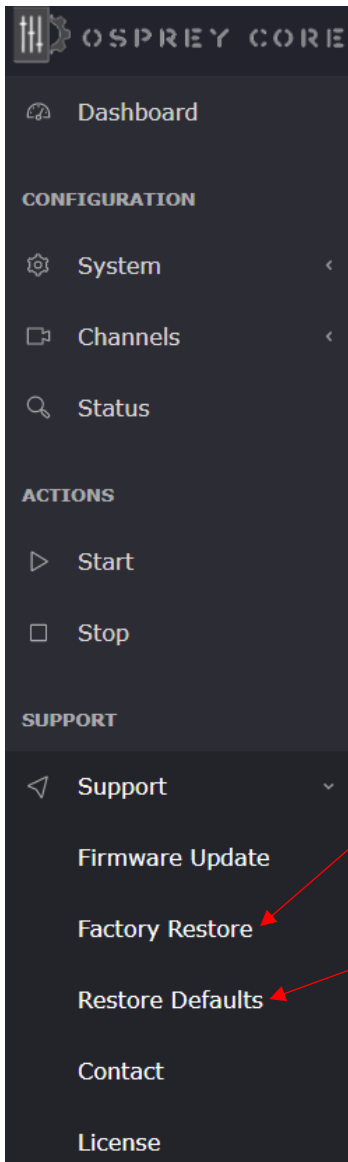 OSPREY CORE
Dashboard
CONFIGURATION
System
Channels
Status
ACTIONS
Start
Stop
SUPPORT
Support
Firmware Update
Factory Restore
Restore Defaults
Contact
License